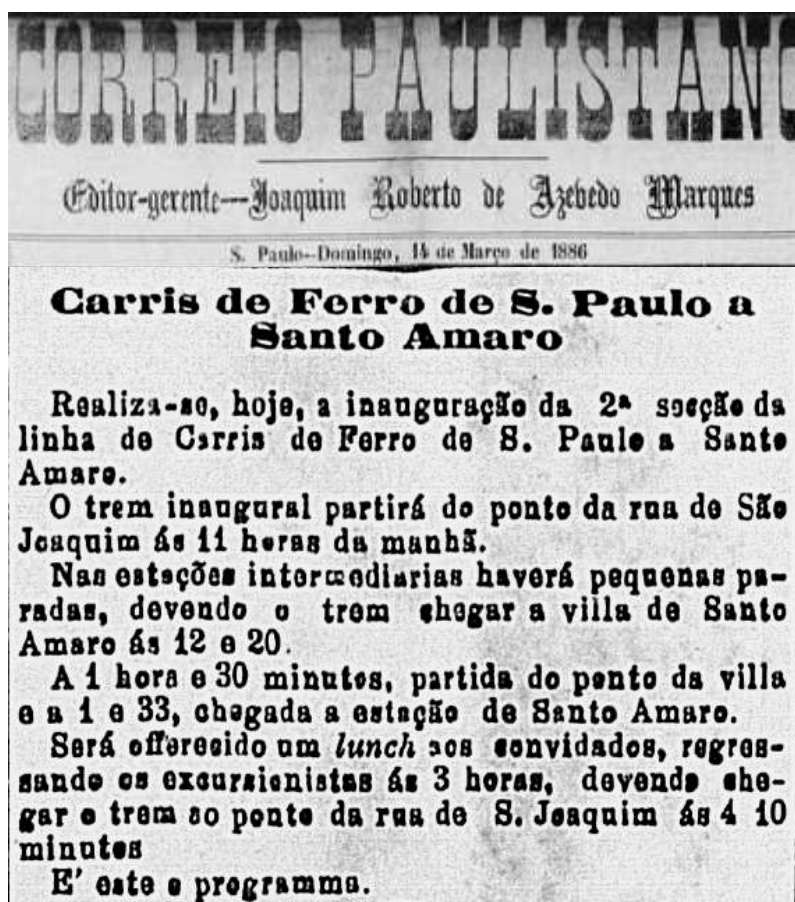 CORREIO PAULISTANO
Editor-gerente—Joaquim Roberto de Azevedo Marques
S. Paulo—Domingo, 14 de Março de 1886
Carris de Ferro de S. Paulo a
Santo Amaro
Realiza-se, hoje, a inauguração da 2ª secção da
linha de Carris de Ferro de S. Paulo a Santo
Amaro.
O trem inaugural partirá do ponto da rua de São
Joaquim ás 11 horas da manhã.
Nas estações intermediarias haverá pequenas pa-
radas, devendo o trem chegar a villa de Santo
Amaro ás 12 e 20.
A 1 hora e 30 minutos, partida do ponto da villa
e a 1 e 33, chegada a estação de Santo Amaro.
Será offerecido um lunch aos convidados, regres-
sando os excursionistas ás 3 horas, devendo che-
gar o trem ao ponto da rua de S. Joaquim ás 4 10
minutos
E' este o programma.